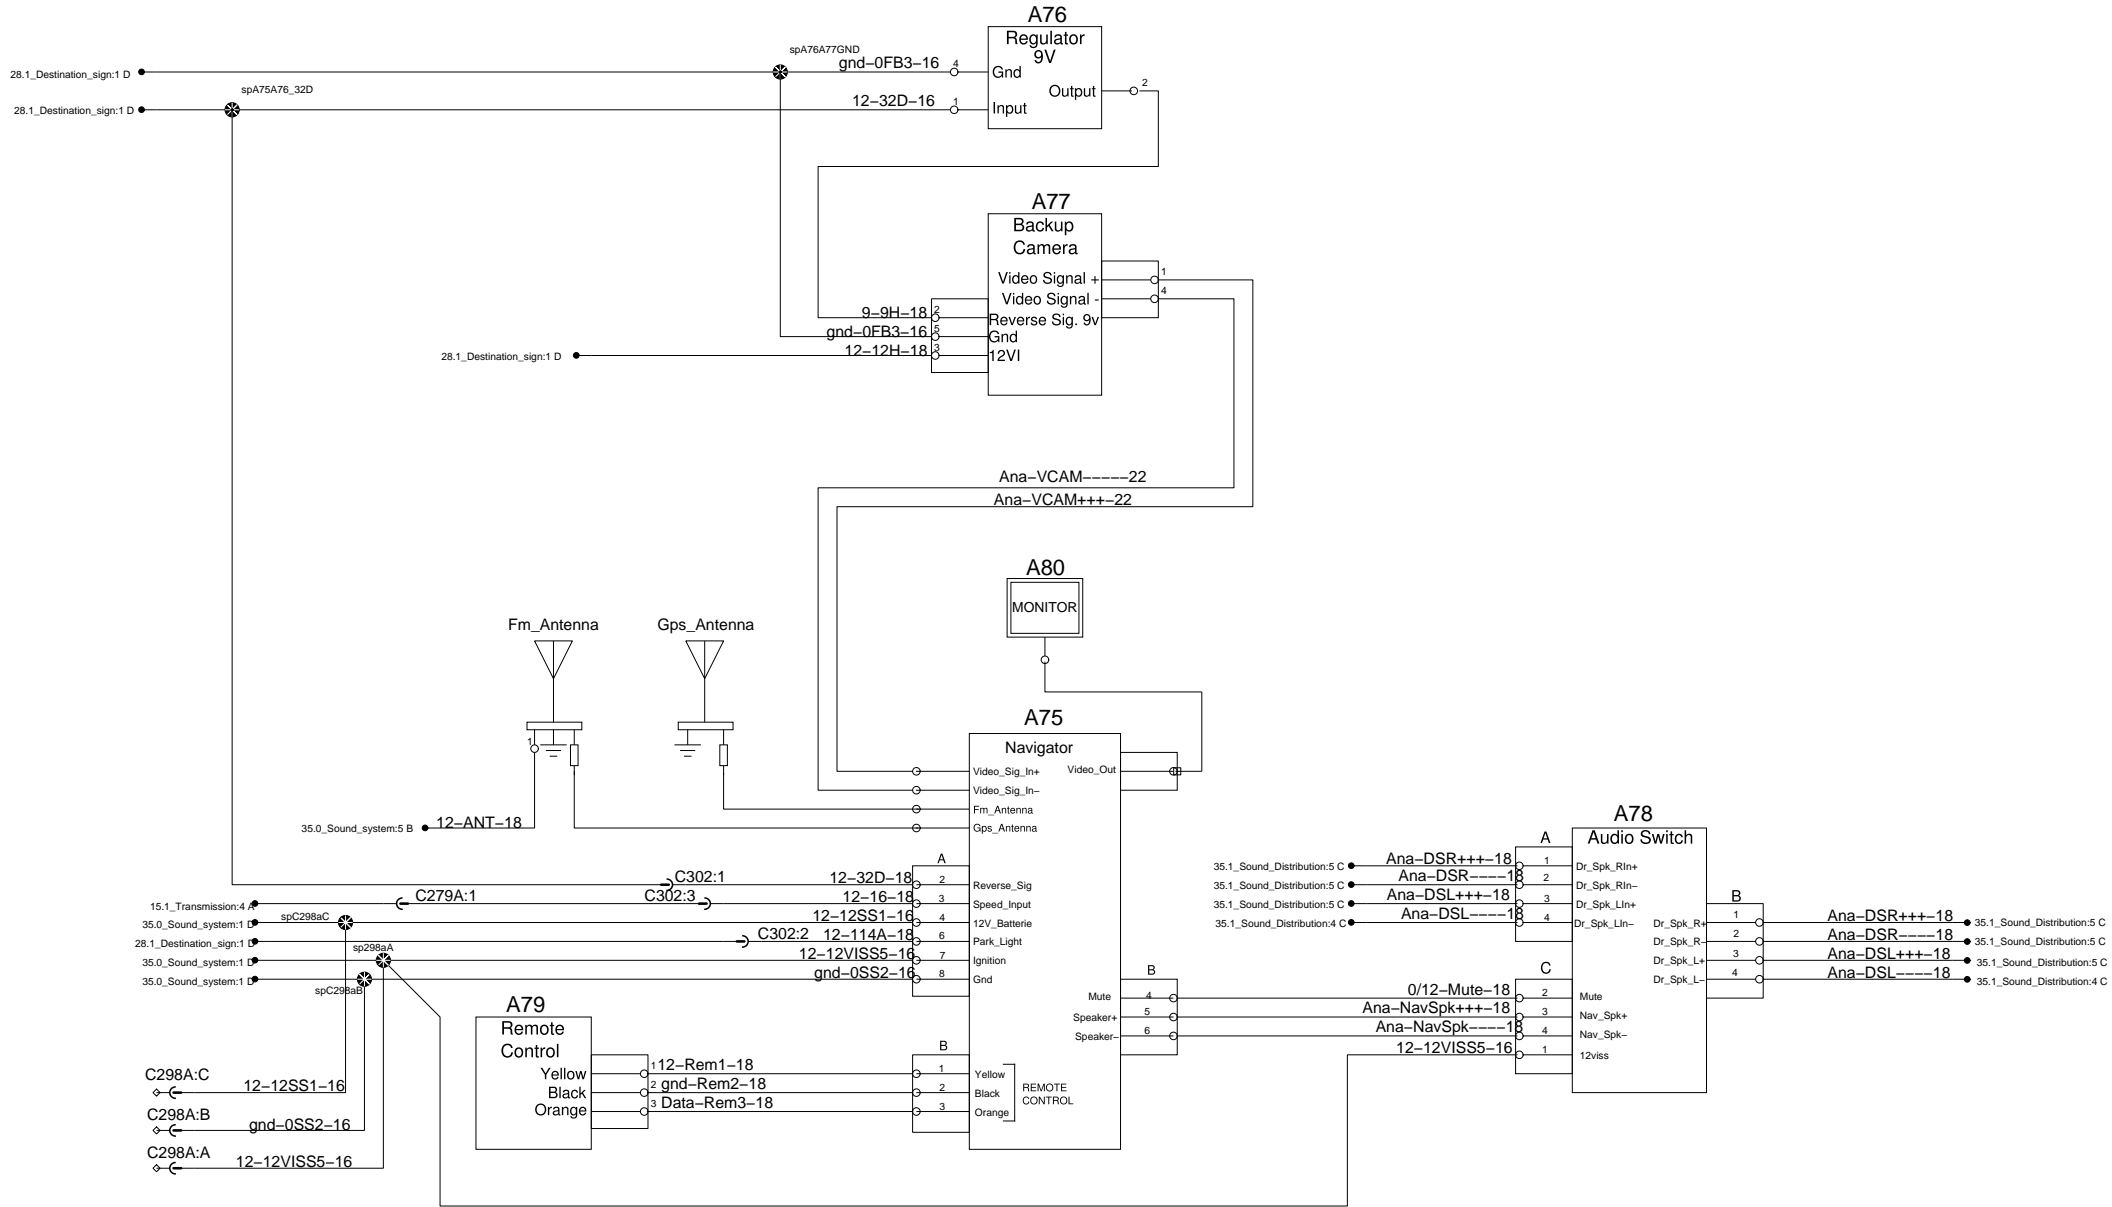 A76
Regulator
9V
Gnd
Output
Input
28.1_Destination_sign:1 D
spA76A77GND
gnd-0FB3-16
4
2
28.1_Destination_sign:1 D
spA75A76_32D
12-32D-16
1
A77
Backup
Camera
Video Signal +
Video Signal -
Reverse Sig. 9v
Gnd
12VI
1
4
9-9H-18
2
gnd-0FB3-16
5
28.1_Destination_sign:1 D
12-12H-18
3
Ana-VCAM-----22
Ana-VCAM+++-22
A80
MONITOR
Fm_Antenna
Gps_Antenna
1
35.0_Sound_system:5 B
12-ANT-18
A75
Navigator
Video_Sig_In+
Video_Out
Video_Sig_In-
Fm_Antenna
Gps_Antenna
A
C302:1
12-32D-18
2
Reverse_Sig
15.1_Transmission:4 A
C279A:1
C302:3
12-16-18
3
Speed_Input
35.0_Sound_system:1 D
spC298aC
12-12SS1-16
4
12V_Batterie
28.1_Destination_sign:1 D
C302:2
12-114A-18
6
Park_Light
35.0_Sound_system:1 D
sp298aA
12-12VISS5-16
7
Ignition
35.0_Sound_system:1 D
spC298aB
gnd-0SS2-16
8
Gnd
B
Mute
4
Speaker+
5
Speaker-
6
A79
Remote
Control
Yellow
Black
Orange
1
12-Rem1-18
2
gnd-Rem2-18
3
Data-Rem3-18
B
1
Yellow
2
Black
3
Orange
REMOTE
CONTROL
C298A:C
12-12SS1-16
C298A:B
gnd-0SS2-16
C298A:A
12-12VISS5-16
A78
Audio Switch
A
35.1_Sound_Distribution:5 C
Ana-DSR+++-18
1
Dr_Spk_RIn+
35.1_Sound_Distribution:5 C
Ana-DSR----18
2
Dr_Spk_RIn-
35.1_Sound_Distribution:5 C
Ana-DSL+++-18
3
Dr_Spk_LIn+
35.1_Sound_Distribution:4 C
Ana-DSL----18
4
Dr_Spk_LIn-
B
Dr_Spk_R+
1
Ana-DSR+++-18
35.1_Sound_Distribution:5 C
Dr_Spk_R-
2
Ana-DSR----18
35.1_Sound_Distribution:5 C
Dr_Spk_L+
3
Ana-DSL+++-18
35.1_Sound_Distribution:5 C
Dr_Spk_L-
4
Ana-DSL----18
35.1_Sound_Distribution:4 C
C
0/12-Mute-18
2
Mute
Ana-NavSpk+++-18
3
Nav_Spk+
Ana-NavSpk----18
4
Nav_Spk-
12-12VISS5-16
1
12viss